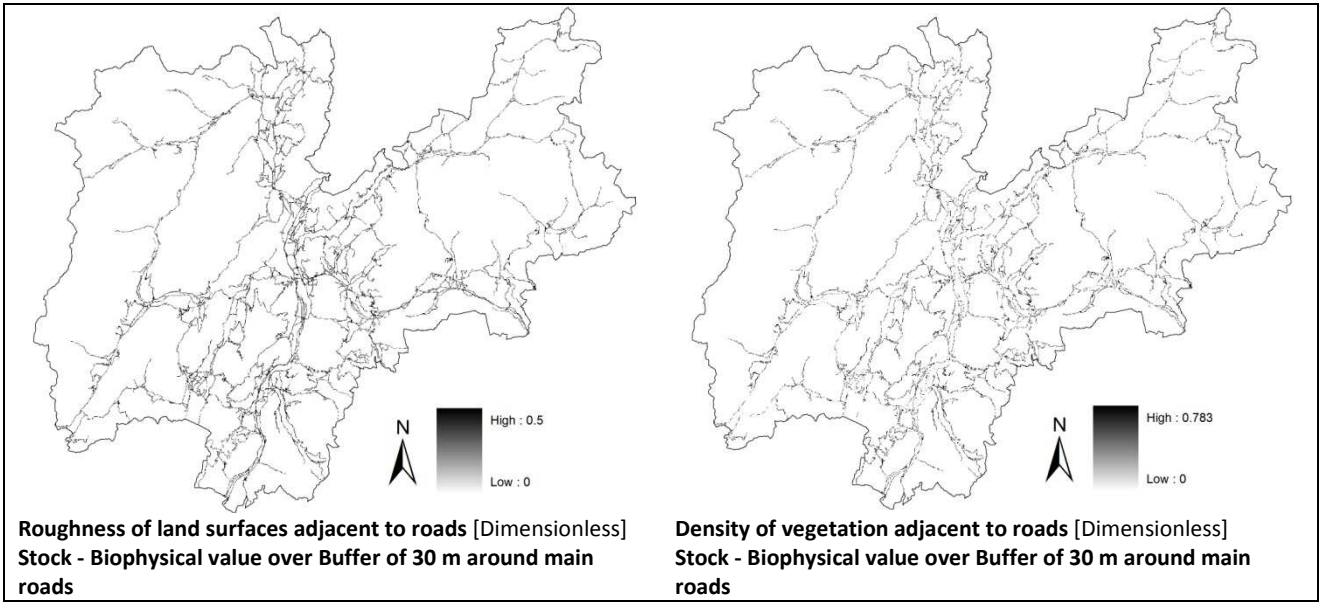 N
High : 0.5
Low : 0
Roughness of land surfaces adjacent to roads [Dimensionless]
Stock - Biophysical value over Buffer of 30 m around main
roads
N
High : 0.783
Low : 0
Density of vegetation adjacent to roads [Dimensionless]
Stock - Biophysical value over Buffer of 30 m around main
roads